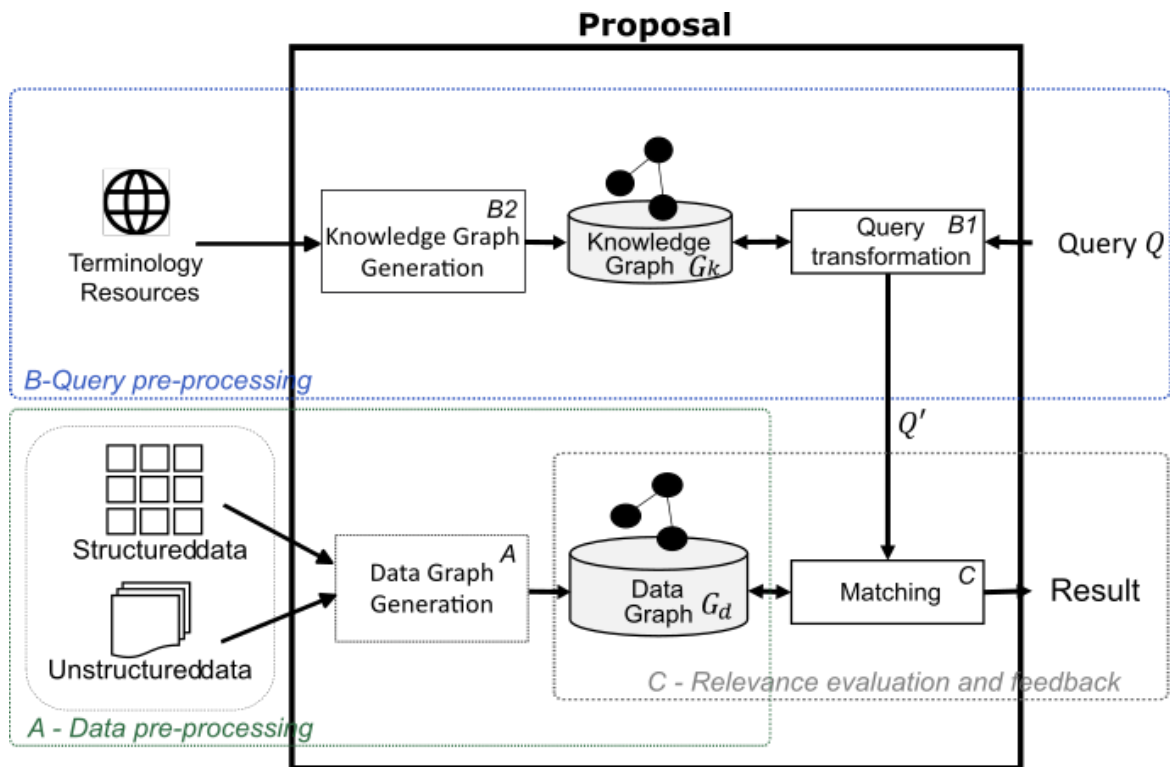 Proposal
Terminology
Resources
B2
Knowledge Graph
Generation
Knowledge
Graph Gk
Query B1
transformation
Query Q
B-Query pre-processing
Q′
Structureddata
Unstructureddata
A
Data Graph
Generation
Data
Graph G_d
C
Matching
Result
C - Relevance evaluation and feedback
A - Data pre-processing